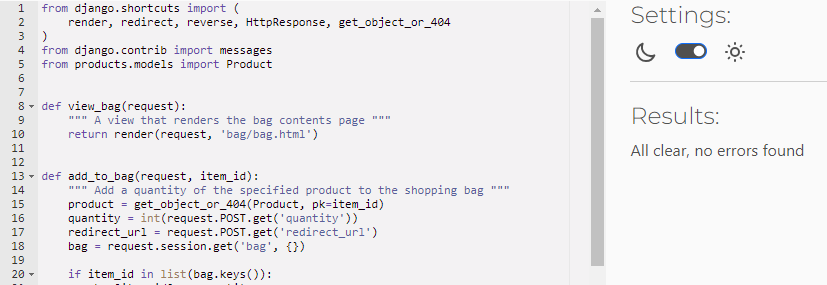 1 from django.shortcuts import (
2     render, redirect, reverse, HttpResponse, get_object_or_404
3 )
4 from django.contrib import messages
5 from products.models import Product
6
7
8 def view_bag(request):
9     """ A view that renders the bag contents page """
10     return render(request, 'bag/bag.html')
11
12
13 def add_to_bag(request, item_id):
14     """ Add a quantity of the specified product to the shopping bag """
15     product = get_object_or_404(Product, pk=item_id)
16     quantity = int(request.POST.get('quantity'))
17     redirect_url = request.POST.get('redirect_url')
18     bag = request.session.get('bag', {})
19
20     if item_id in list(bag.keys()):
Settings:
Results:
All clear, no errors found